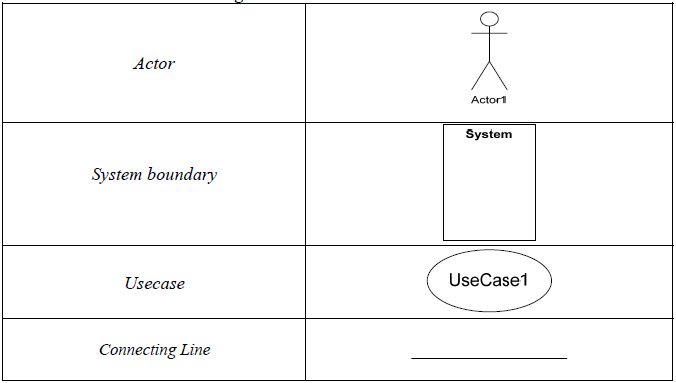 Actor
Actor1
System boundary
System
Usecase
UseCase1
Connecting Line